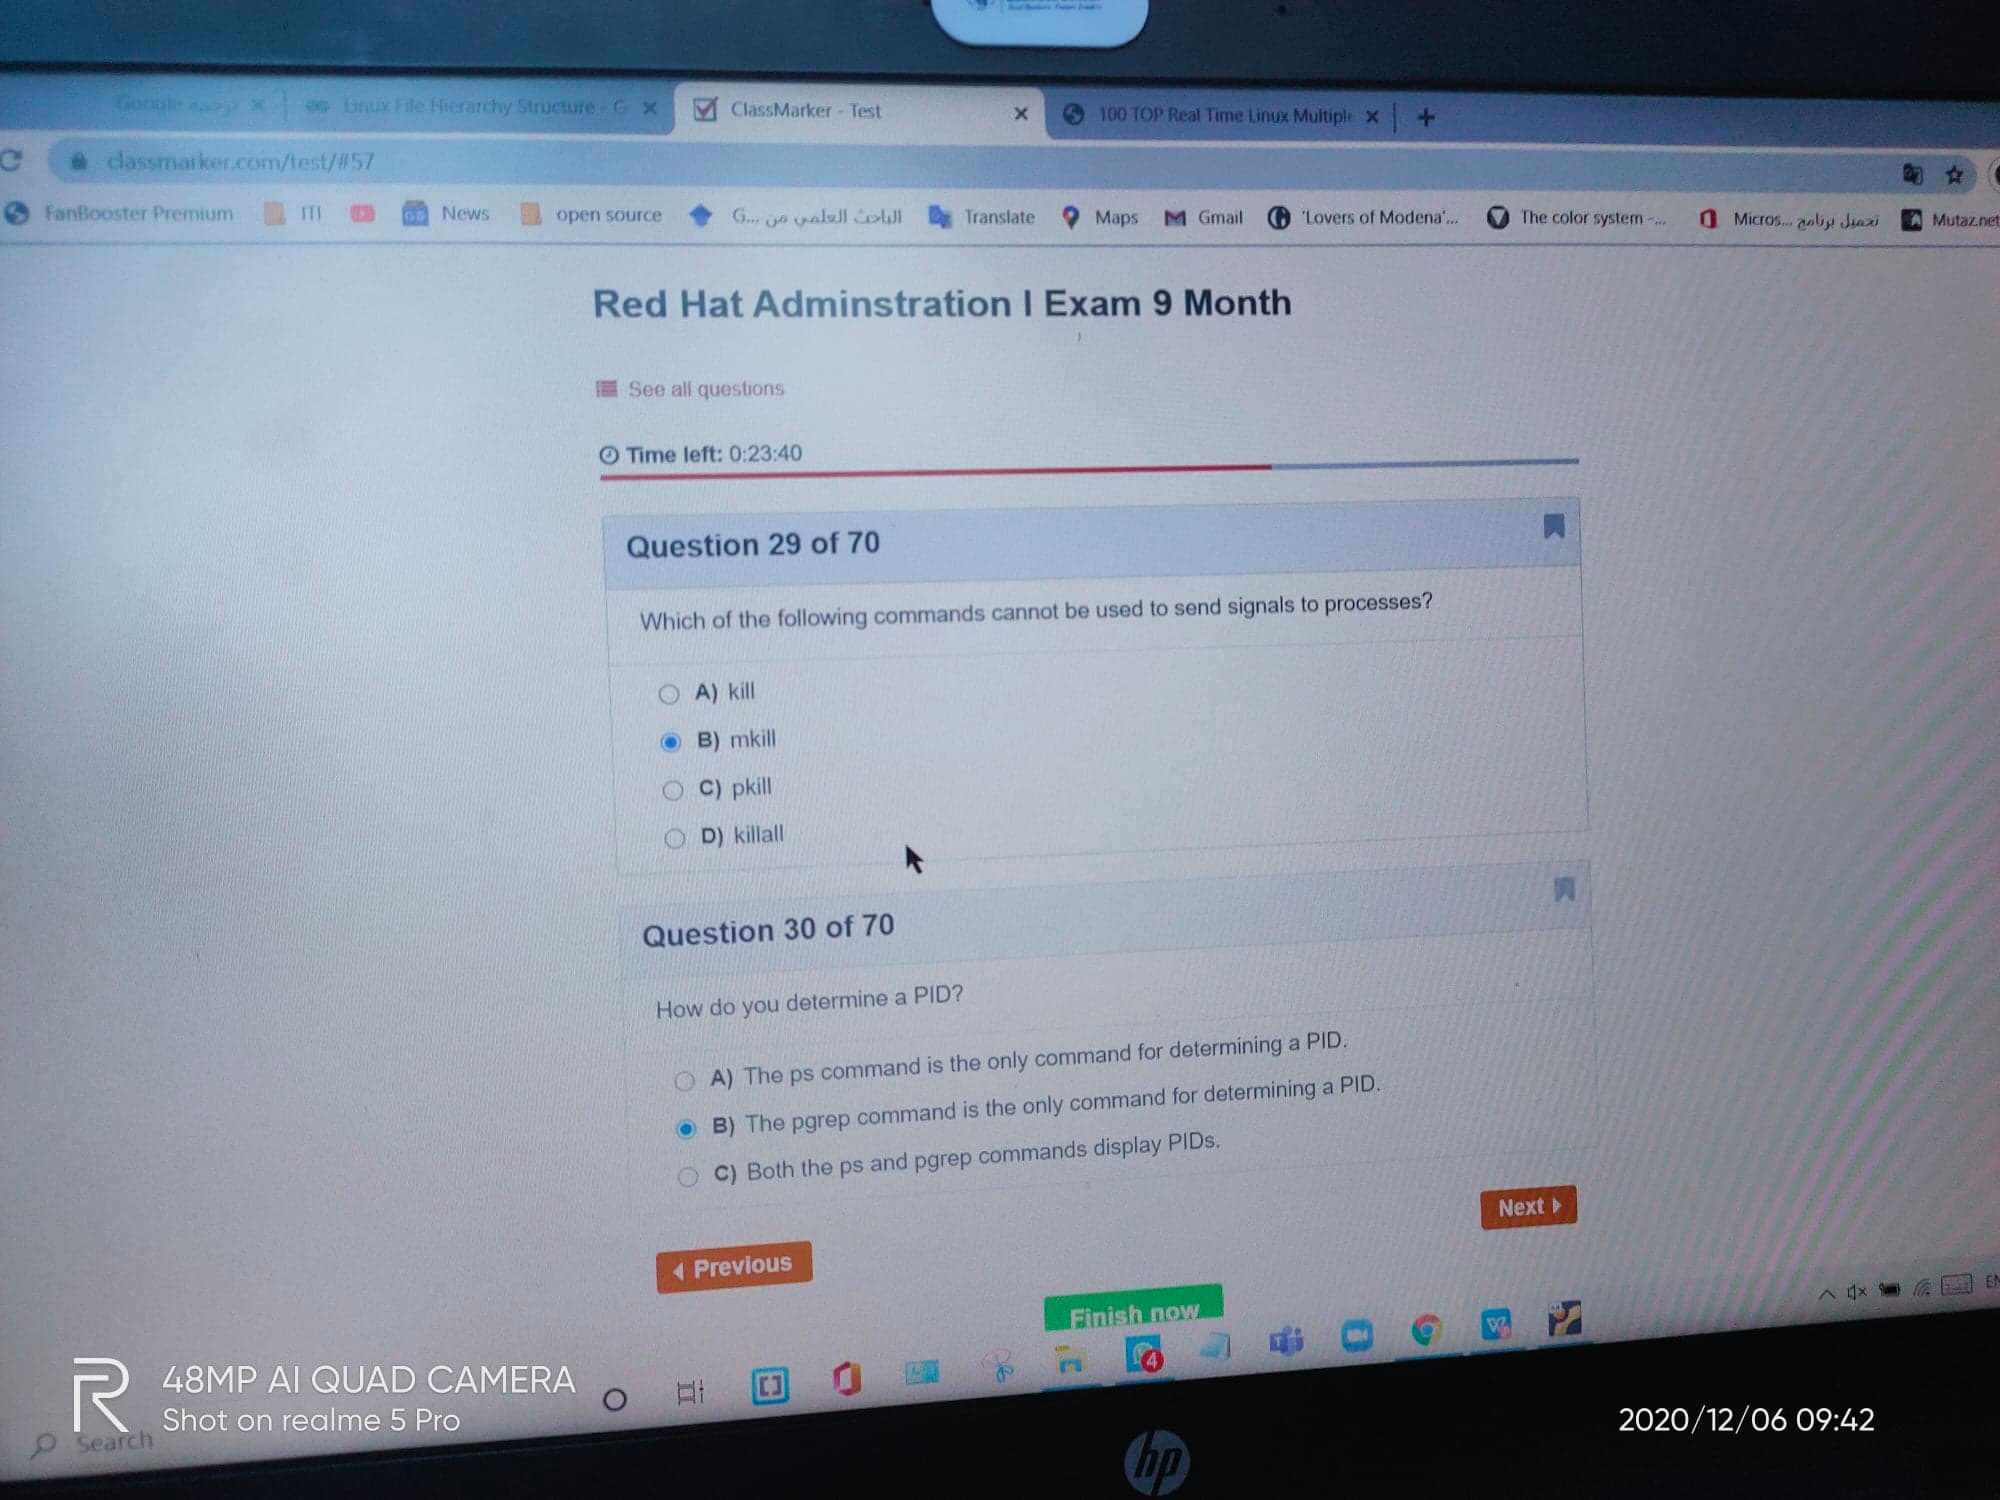 Google ترجمة
Linux File Hierarchy Structure - G
ClassMarker - Test
100 TOP Real Time Linux Multiple
classmarker.com/test/#57
FanBooster Premium
ITI
News
open source
الباحث العلمي من ...G
Translate
Maps
Gmail
'Lovers of Modena'...
The color system -...
تحميل برنامج ...Micros
Mutaz.net
Red Hat Adminstration I Exam 9 Month
See all questions
Time left: 0:23:40
Question 29 of 70
Which of the following commands cannot be used to send signals to processes?
A) kill
B) mkill
C) pkill
D) killall
Question 30 of 70
How do you determine a PID?
A) The ps command is the only command for determining a PID.
B) The pgrep command is the only command for determining a PID.
C) Both the ps and pgrep commands display PIDs.
Next
Previous
Finish now
4
EN
48MP AI QUAD CAMERA
Shot on realme 5 Pro
Search
2020/12/06 09:42
hp